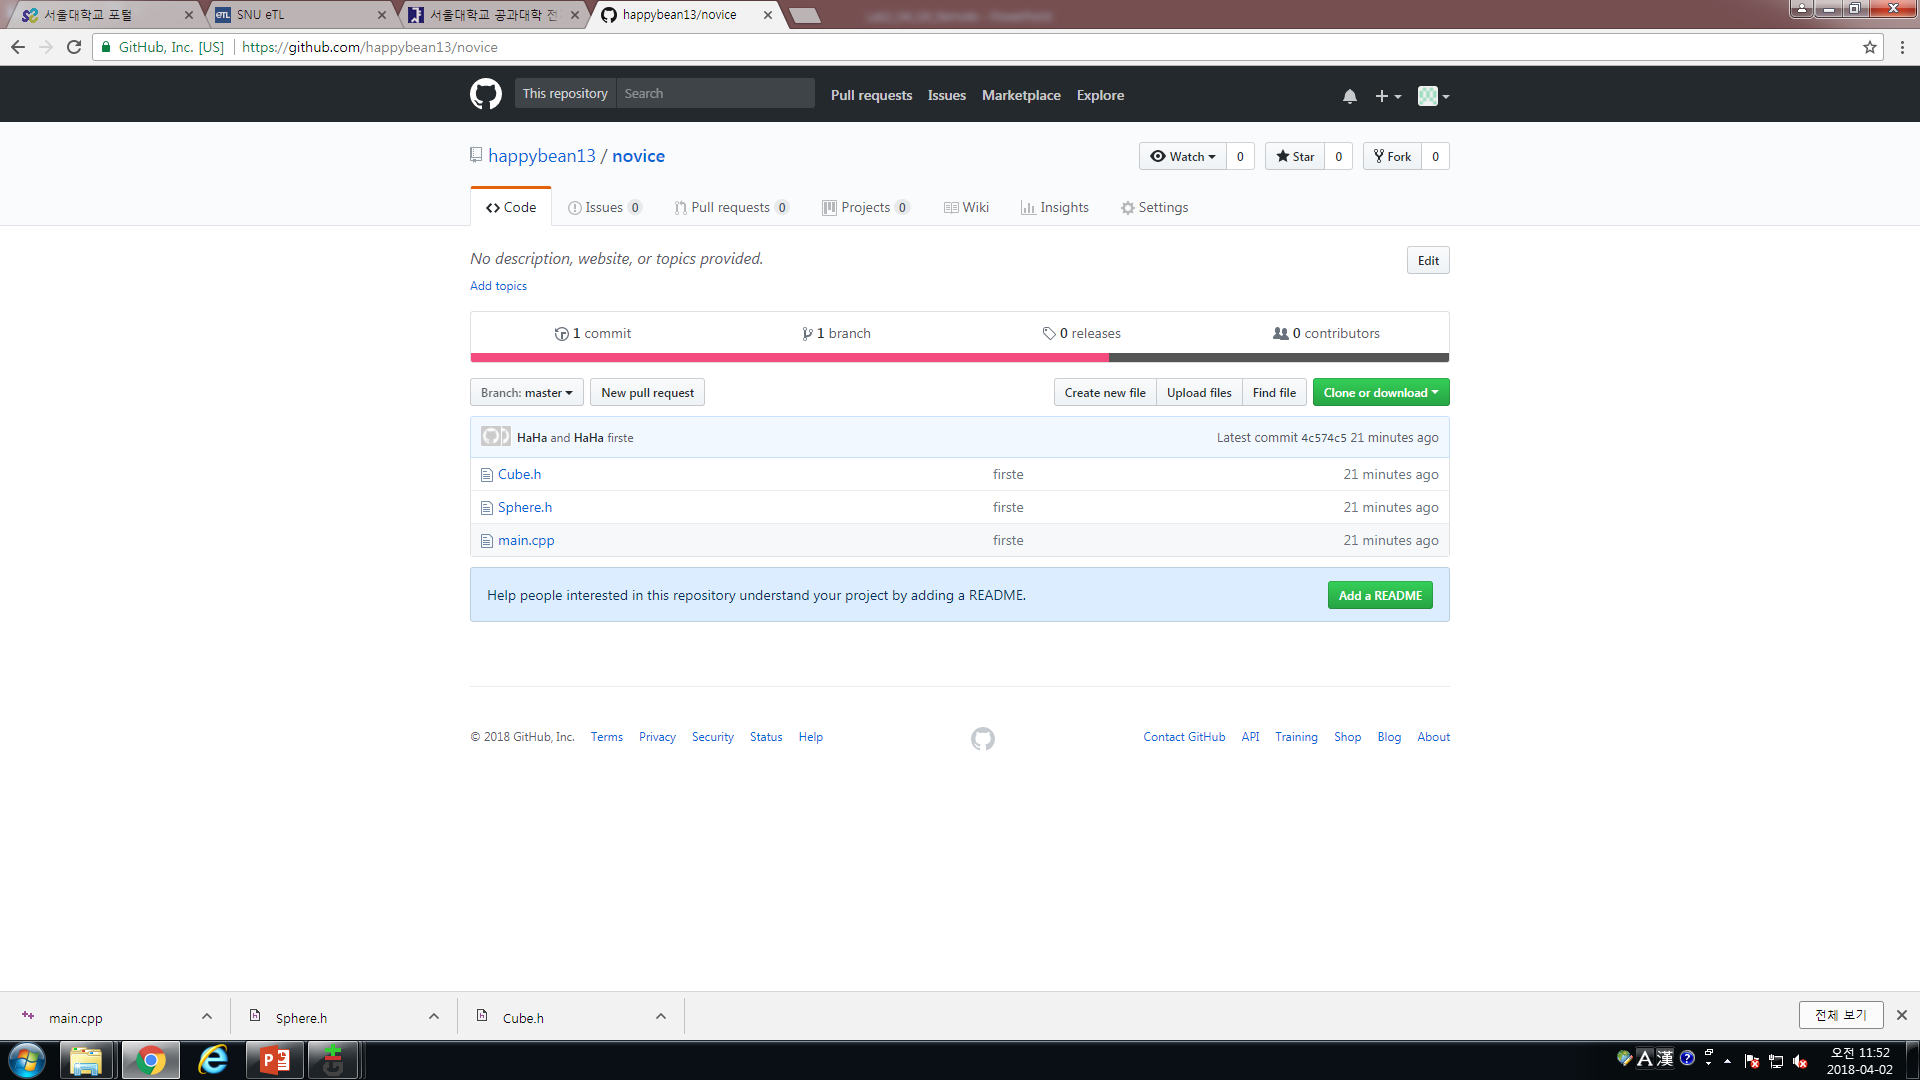 서울대학교 포털
eTL SNU eTL
서울대학교 공과대학 전
happybean13/novice
GitHub, Inc. [US] https://github.com/happybean13/novice
This repository Search Pull requests Issues Marketplace Explore
happybean13 / novice
Watch 0 Star 0 Fork 0
Code Issues 0 Pull requests 0 Projects 0 Wiki Insights Settings
No description, website, or topics provided. Edit
Add topics
1 commit 1 branch 0 releases 0 contributors
Branch: master New pull request Create new file Upload files Find file Clone or download
HaHa and HaHa firste Latest commit 4c574c5 21 minutes ago
Cube.h firste 21 minutes ago
Sphere.h firste 21 minutes ago
main.cpp firste 21 minutes ago
Help people interested in this repository understand your project by adding a README. Add a README
© 2018 GitHub, Inc. Terms Privacy Security Status Help Contact GitHub API Training Shop Blog About
main.cpp Sphere.h Cube.h 전체 보기
A 漢 오전 11:52
2018-04-02